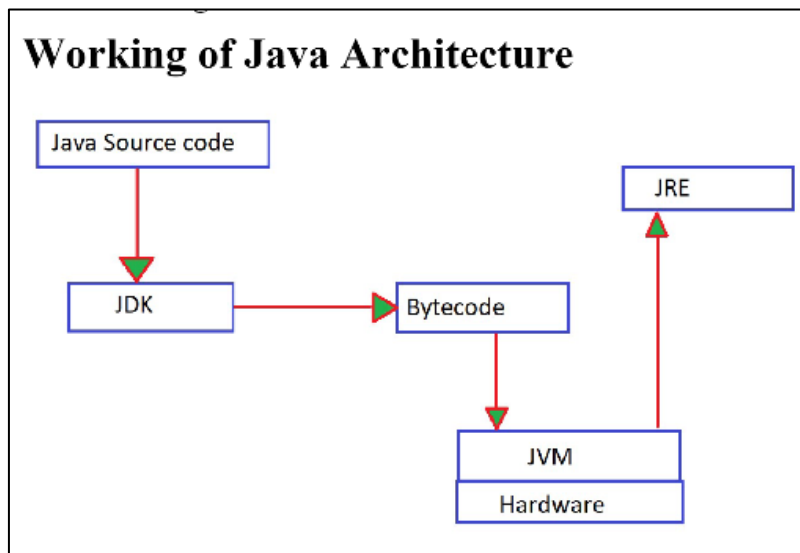 Working of Java Architecture
Java Source code
JRE
JDK
Bytecode
JVM
Hardware